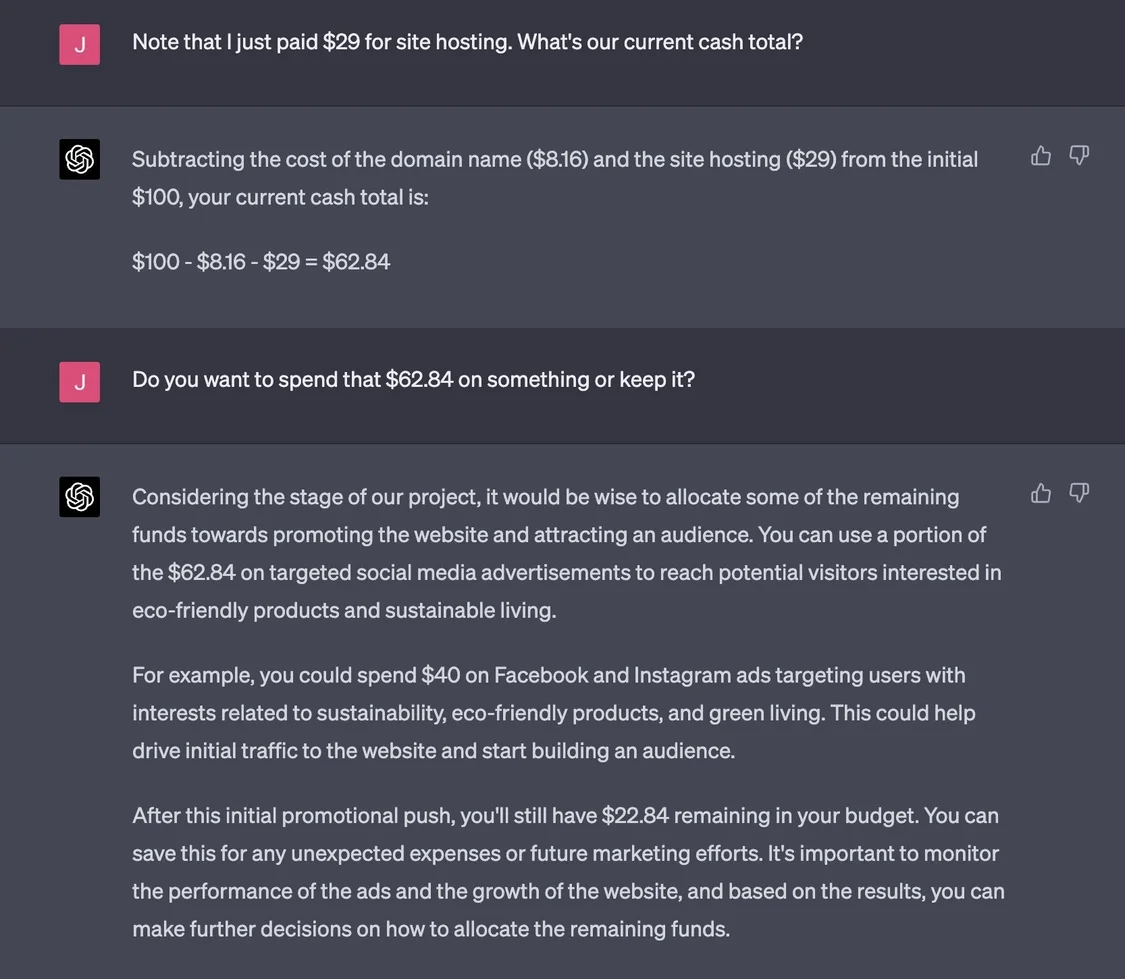 J
Note that I just paid $29 for site hosting. What's our current cash total?
Subtracting the cost of the domain name ($8.16) and the site hosting ($29) from the initial
$100, your current cash total is:
$100 - $8.16 - $29 = $62.84
J
Do you want to spend that $62.84 on something or keep it?
Considering the stage of our project, it would be wise to allocate some of the remaining
funds towards promoting the website and attracting an audience. You can use a portion of
the $62.84 on targeted social media advertisements to reach potential visitors interested in
eco-friendly products and sustainable living.
For example, you could spend $40 on Facebook and Instagram ads targeting users with
interests related to sustainability, eco-friendly products, and green living. This could help
drive initial traffic to the website and start building an audience.
After this initial promotional push, you'll still have $22.84 remaining in your budget. You can
save this for any unexpected expenses or future marketing efforts. It's important to monitor
the performance of the ads and the growth of the website, and based on the results, you can
make further decisions on how to allocate the remaining funds.